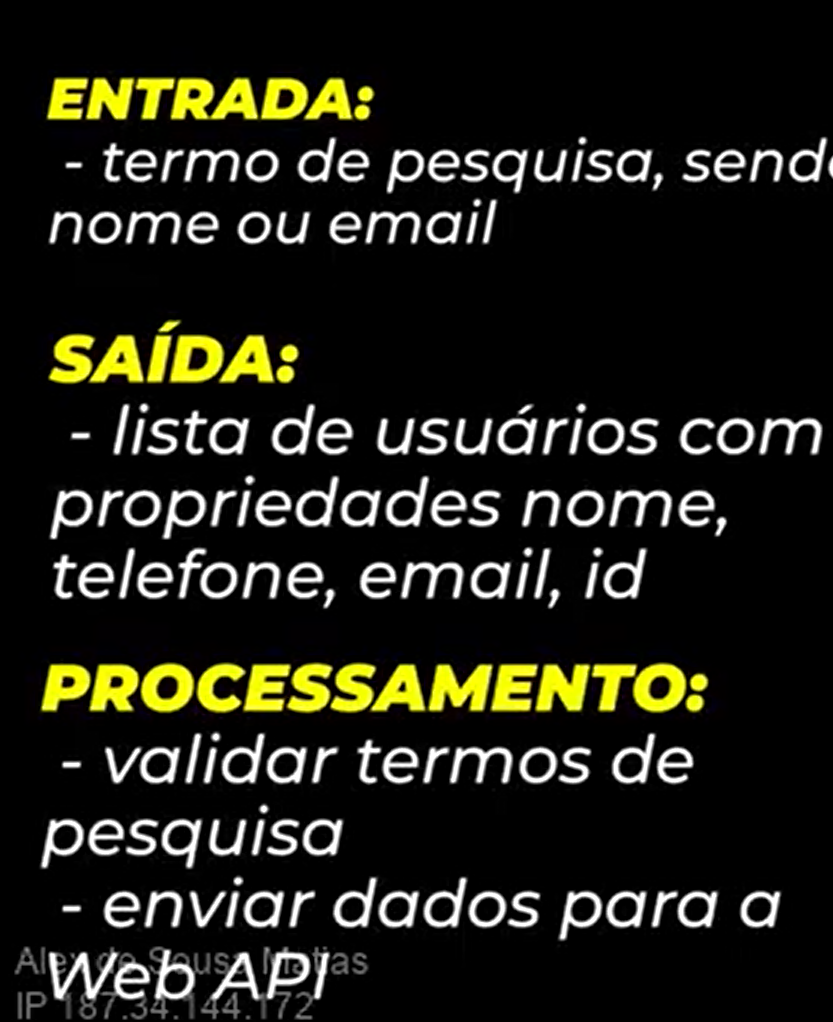 ENTRADA:
- termo de pesquisa, sendo
nome ou email
SAÍDA:
- lista de usuários com
propriedades nome,
telefone, email, id
PROCESSAMENTO:
- validar termos de
pesquisa
- enviar dados para a
Web API
Alex de Sousa Matias
IP 187.34.144.172